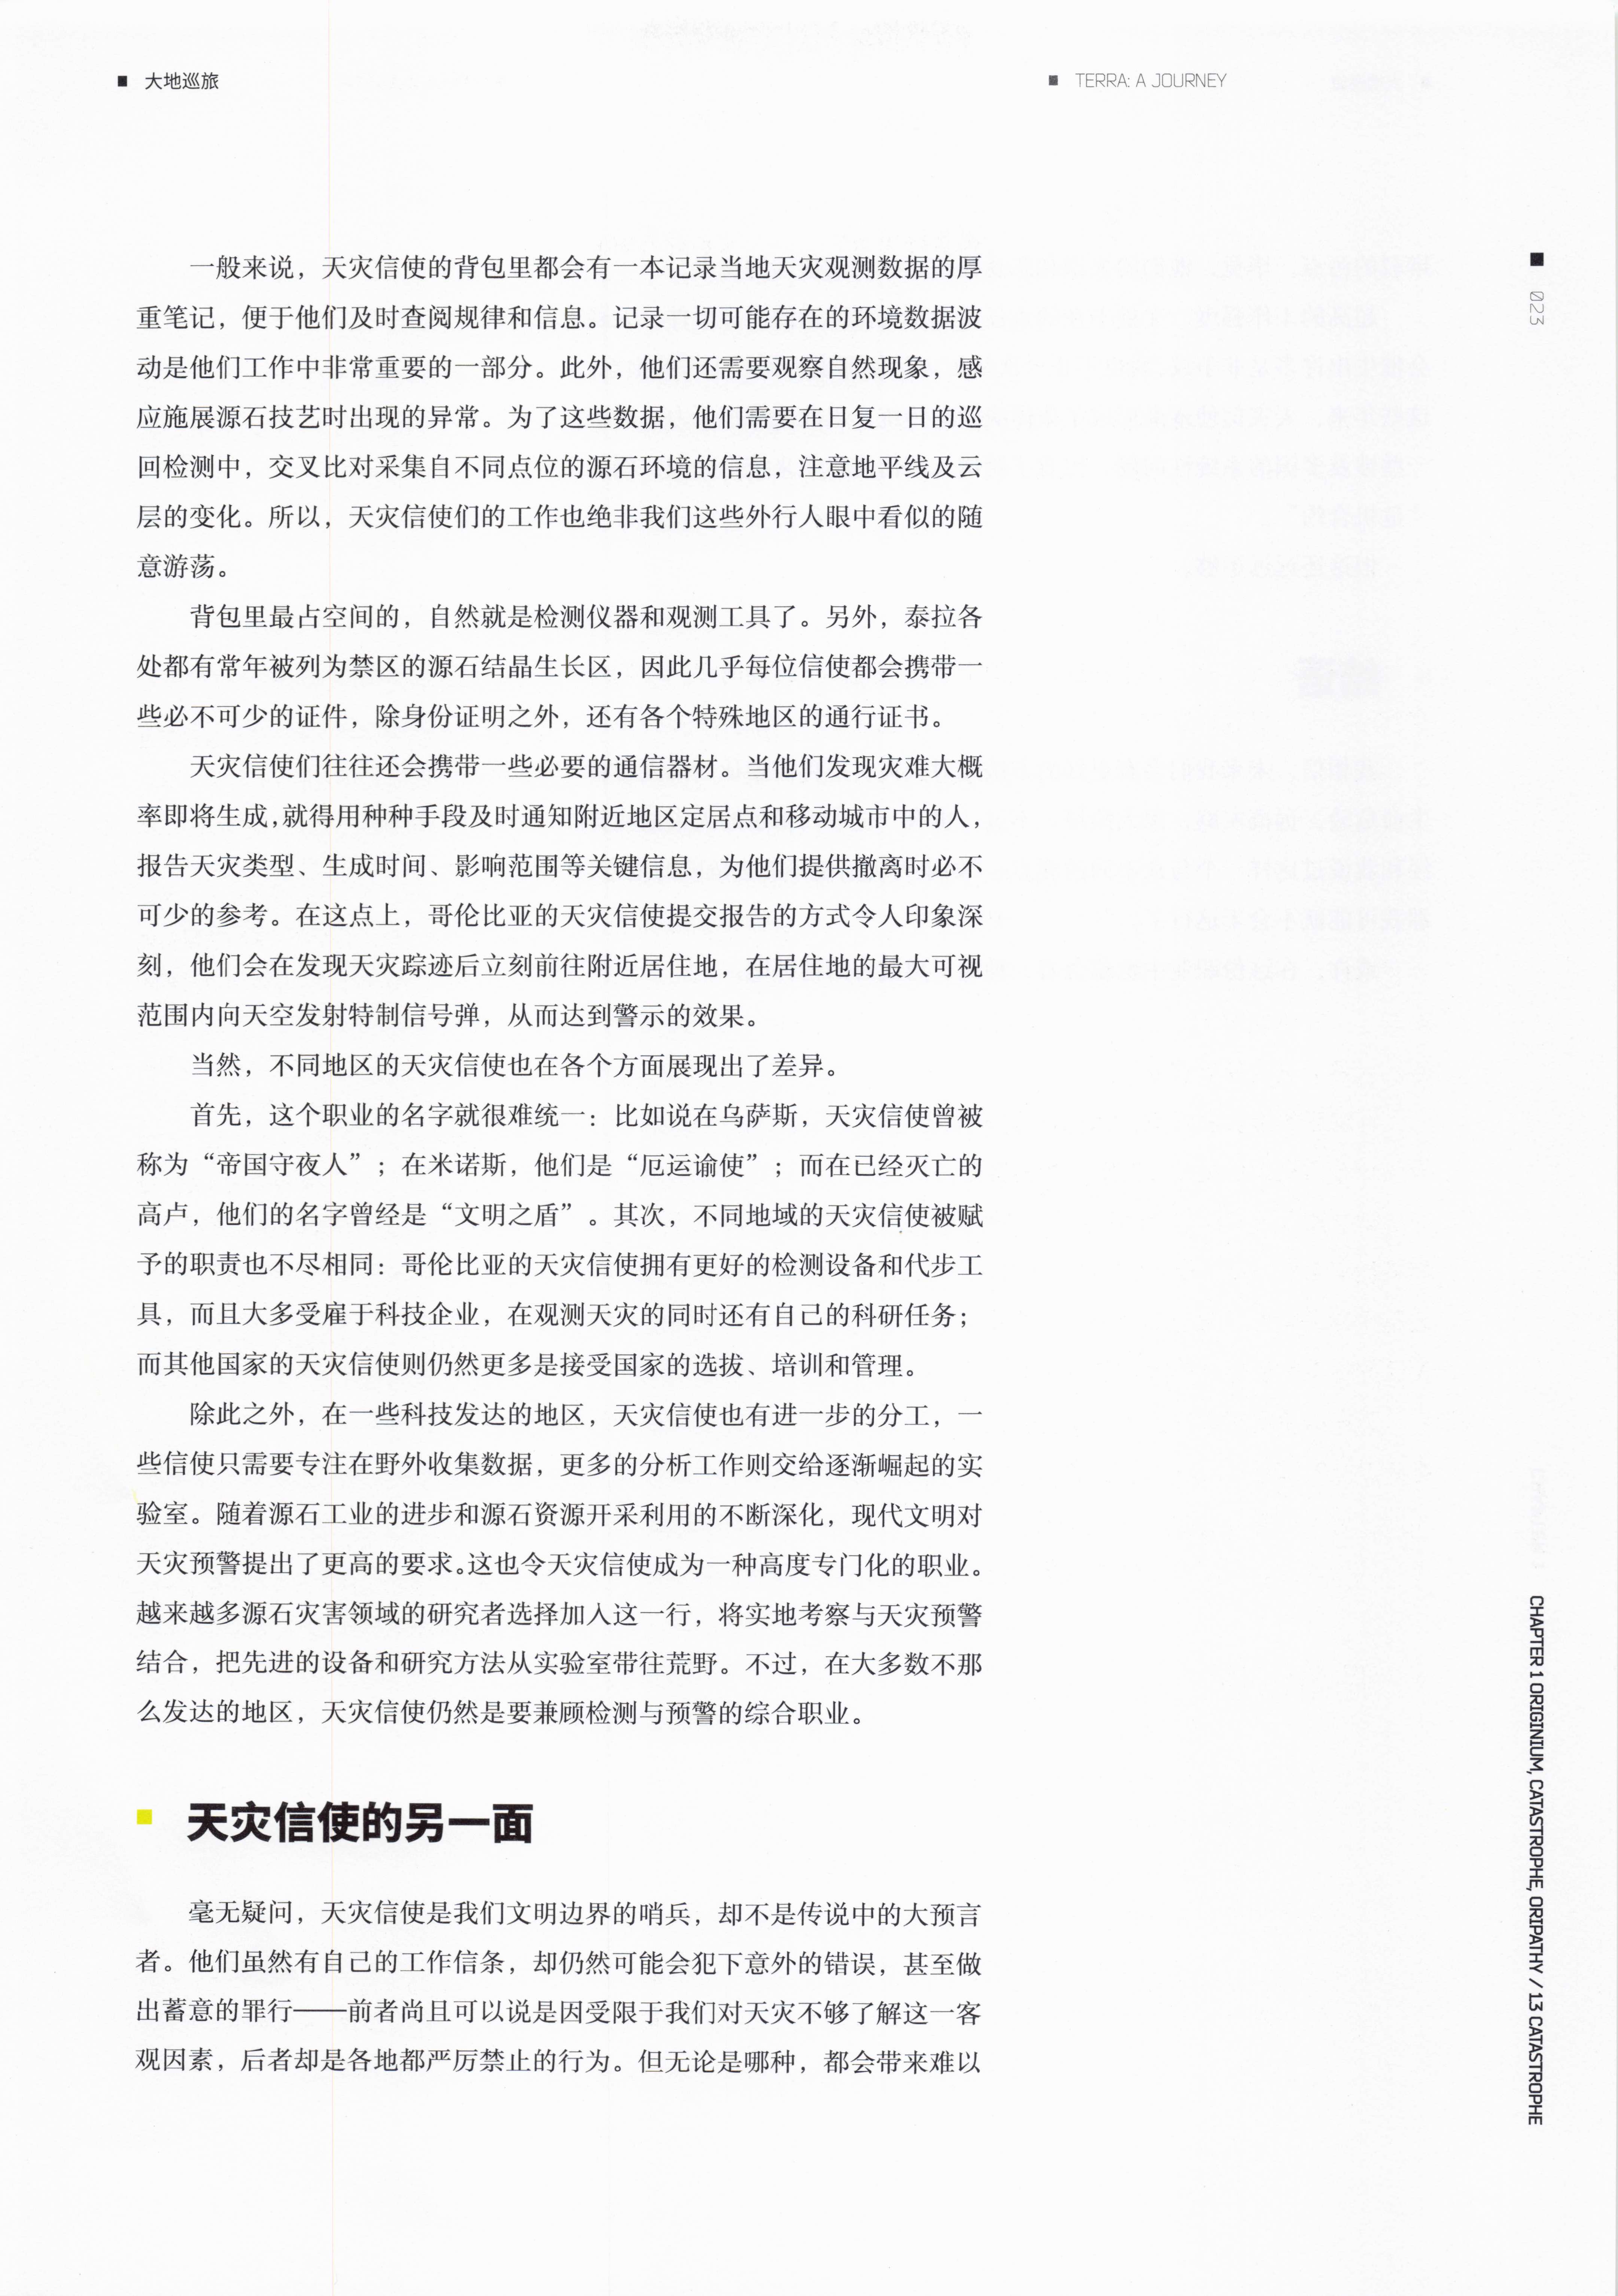 大地巡旅
TERRA: A JOURNEY
023
一般来说，天灾信使的背包里都会有一本记录当地天灾观测数据的厚
重笔记，便于他们及时查阅规律和信息。记录一切可能存在的环境数据波
动是他们工作中非常重要的一部分。此外，他们还需要观察自然现象，感
应施展源石技艺时出现的异常。为了这些数据，他们需要在日复一日的巡
回检测中，交叉比对采集自不同点位的源石环境的信息，注意地平线及云
层的变化。所以，天灾信使们的工作也绝非我们这些外行人眼中看似的随
意游荡。
背包里最占空间的，自然就是检测仪器和观测工具了。另外，泰拉各
处都有常年被列为禁区的源石结晶生长区，因此几乎每位信使都会携带一
些必不可少的证件，除身份证明之外，还有各个特殊地区的通行证书。
天灾信使们往往还会携带一些必要的通信器材。当他们发现灾难大概
率即将生成，就得用种种手段及时通知附近地区定居点和移动城市中的人，
报告天灾类型、生成时间、影响范围等关键信息，为他们提供撤离时必不
可少的参考。在这点上，哥伦比亚的天灾信使提交报告的方式令人印象深
刻，他们会在发现天灾踪迹后立刻前往附近居住地，在居住地的最大可视
范围内向天空发射特制信号弹，从而达到警示的效果。
当然，不同地区的天灾信使也在各个方面展现出了差异。
首先，这个职业的名字就很难统一：比如说在乌萨斯，天灾信使曾被
称为“帝国守夜人”；在米诺斯，他们是“厄运谕使”；而在已经灭亡的
高卢，他们的名字曾经是“文明之盾”。其次，不同地域的天灾信使被赋
予的职责也不尽相同：哥伦比亚的天灾信使拥有更好的检测设备和代步工
具，而且大多受雇于科技企业，在观测天灾的同时还有自己的科研任务；
而其他国家的天灾信使则仍然更多是接受国家的选拔、培训和管理。
除此之外，在一些科技发达的地区，天灾信使也有进一步的分工，一
些信使只需要专注在野外收集数据，更多的分析工作则交给逐渐崛起的实
验室。随着源石工业的进步和源石资源开采利用的不断深化，现代文明对
天灾预警提出了更高的要求。这也令天灾信使成为一种高度专门化的职业。
越来越多源石灾害领域的研究者选择加入这一行，将实地考察与天灾预警
结合，把先进的设备和研究方法从实验室带往荒野。不过，在大多数不那
么发达的地区，天灾信使仍然是要兼顾检测与预警的综合职业。
天灾信使的另一面
毫无疑问，天灾信使是我们文明边界的哨兵，却不是传说中的大预言
者。他们虽然有自己的工作信条，却仍然可能会犯下意外的错误，甚至做
出蓄意的罪行——前者尚且可以说是因受限于我们对天灾不够了解这一客
观因素，后者却是各地都严厉禁止的行为。但无论是哪种，都会带来难以
CHAPTER 1 ORIGINIUM, CATASTROPHE, ORIPATHY / 1.3 CATASTROPHE